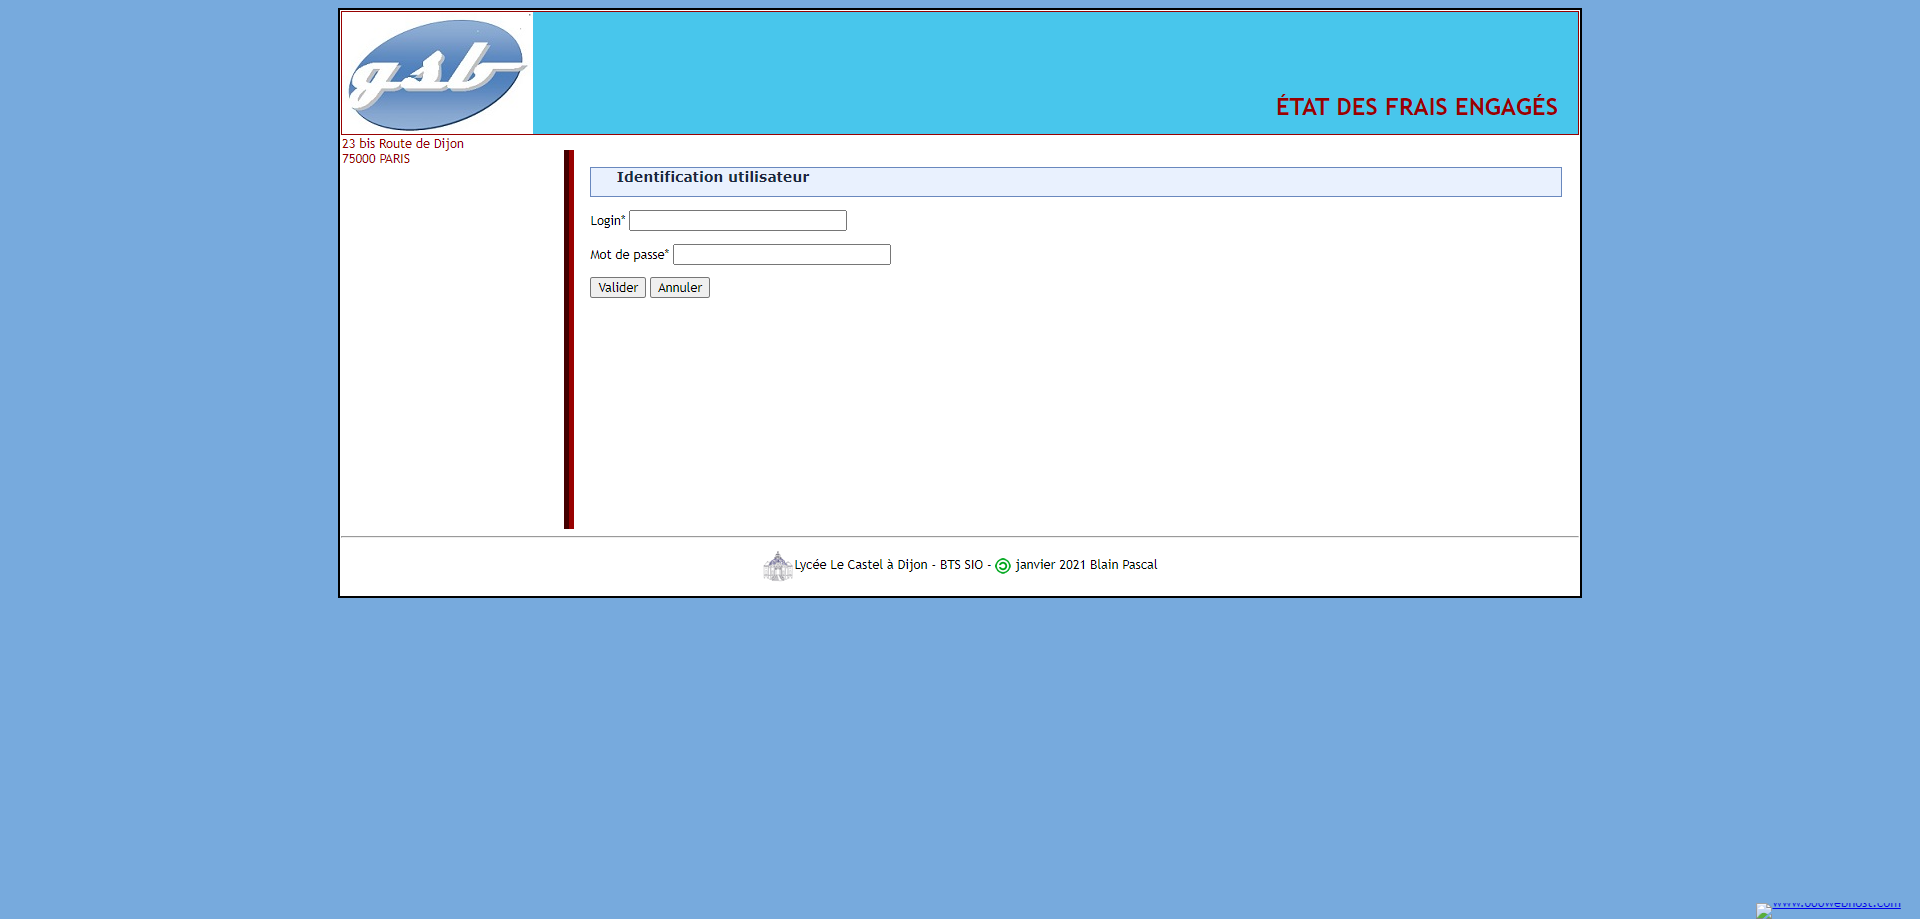 gsb
ÉTAT DES FRAIS ENGAGÉS
23 bis Route de Dijon
75000 PARIS
Identification utilisateur
Login*
Mot de passe*
Valider Annuler
Lycée Le Castel à Dijon - BTS SIO - janvier 2021 Blain Pascal
www.000webhost.com